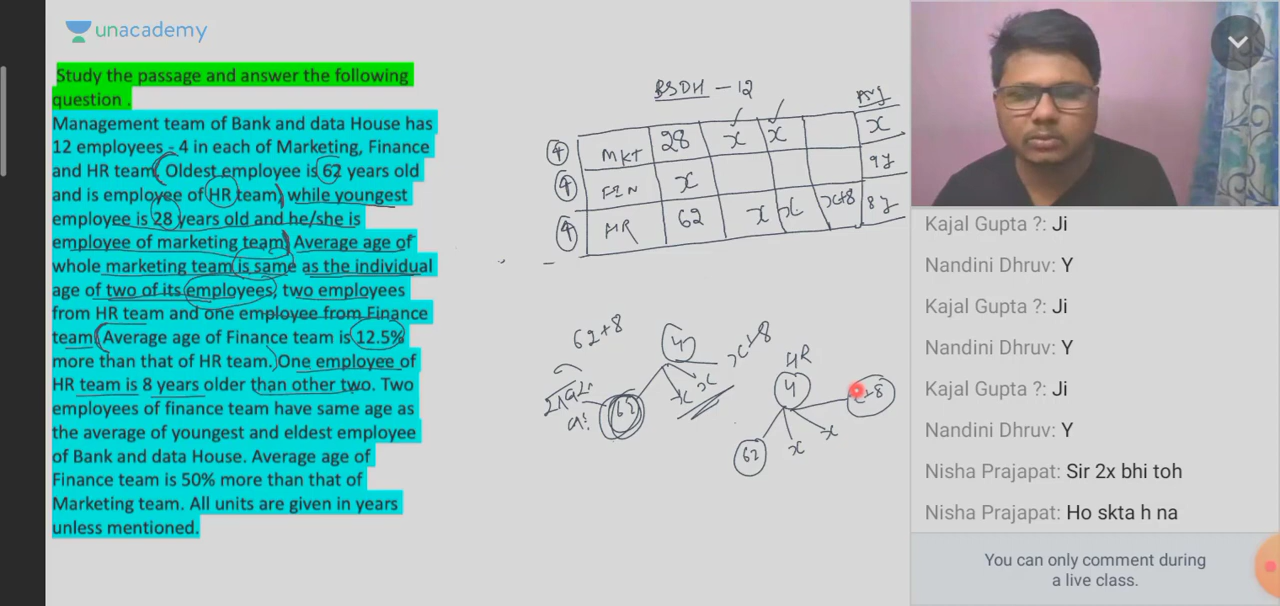 unacademy
Study the passage and answer the following
question .
Management team of Bank and data House has
12 employees - 4 in each of Marketing, Finance
and HR team. Oldest employee is 62 years old
and is employee of HR team, while youngest
employee is 28 years old and he/she is
employee of marketing team. Average age of
whole marketing team is same as the individual
age of two of its employees, two employees
from HR team and one employee from Finance
team. Average age of Finance team is 12.5%
more than that of HR team. One employee of
HR team is 8 years older than other two. Two
employees of finance team have same age as
the average of youngest and eldest employee
of Bank and data House. Average age of
Finance team is 50% more than that of
Marketing team. All units are given in years
unless mentioned.
BSDH - 12
Avg
4 MKT 28 x x x
4 FIN x 9y
4 HR 62 x x x+8 8y
62+8
4
x+8
62 x x
HR
4
62 x x
Kajal Gupta ?: Ji
Nandini Dhruv: Y
Kajal Gupta ?: Ji
Nandini Dhruv: Y
Kajal Gupta ?: Ji
Nandini Dhruv: Y
Nisha Prajapat: Sir 2x bhi toh
Nisha Prajapat: Ho skta h na
You can only comment during
a live class.